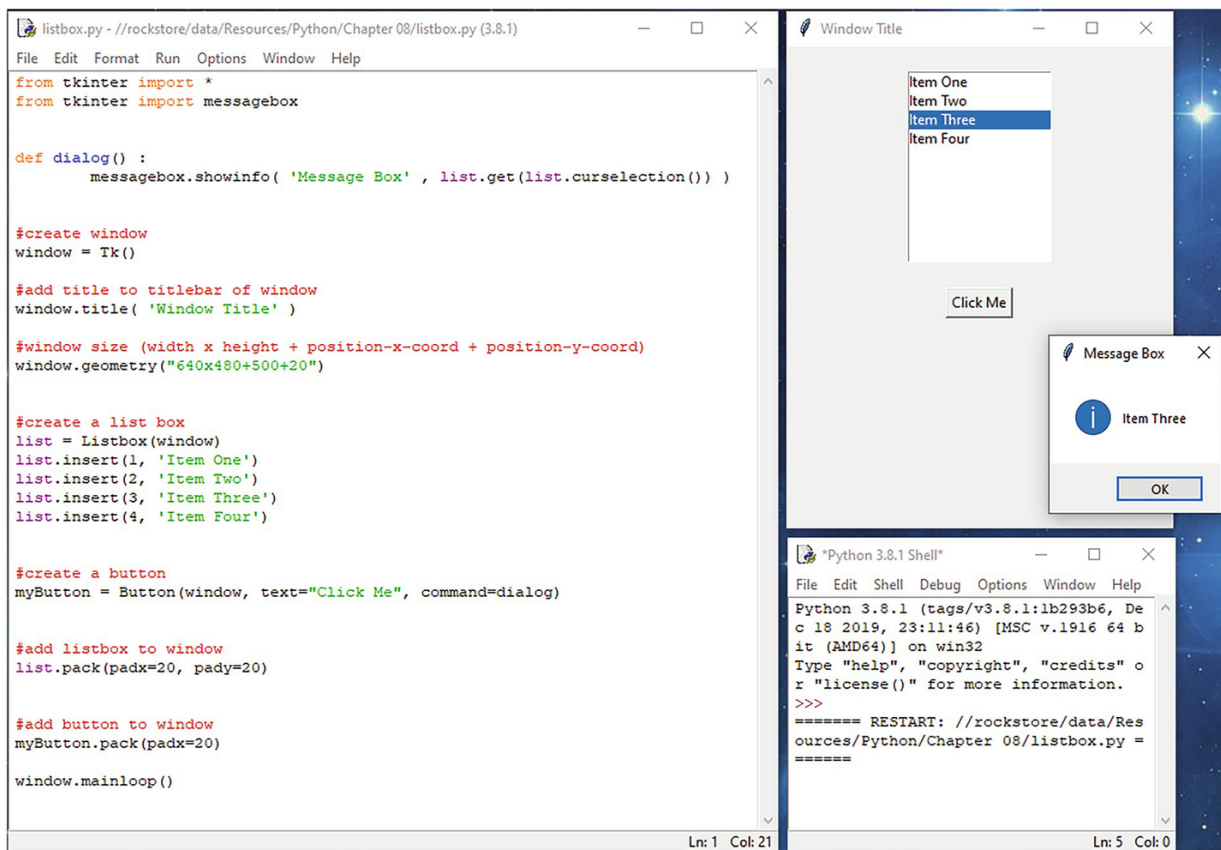 listbox.py - //rockstore/data/Resources/Python/Chapter 08/listbox.py (3.8.1)
File Edit Format Run Options Window Help
from tkinter import *
from tkinter import messagebox
def dialog() :
messagebox.showinfo( 'Message Box' , list.get(list.curselection()) )
#create window
window = Tk()
#add title to titlebar of window
window.title( 'Window Title' )
#window size (width x height + position-x-coord + position-y-coord)
window.geometry("640x480+500+20")
#create a list box
list = Listbox(window)
list.insert(1, 'Item One')
list.insert(2, 'Item Two')
list.insert(3, 'Item Three')
list.insert(4, 'Item Four')
#create a button
myButton = Button(window, text="Click Me", command=dialog)
#add listbox to window
list.pack(padx=20, pady=20)
#add button to window
myButton.pack(padx=20)
window.mainloop()
Ln: 1 Col: 21
Window Title
Item One
Item Two
Item Three
Item Four
Click Me
Message Box
Item Three
OK
*Python 3.8.1 Shell*
File Edit Shell Debug Options Window Help
Python 3.8.1 (tags/v3.8.1:1b293b6, De
c 18 2019, 23:11:46) [MSC v.1916 64 b
it (AMD64)] on win32
Type "help", "copyright", "credits" o
r "license()" for more information.
>>>
======= RESTART: //rockstore/data/Res
ources/Python/Chapter 08/listbox.py =
======
Ln: 5 Col: 0